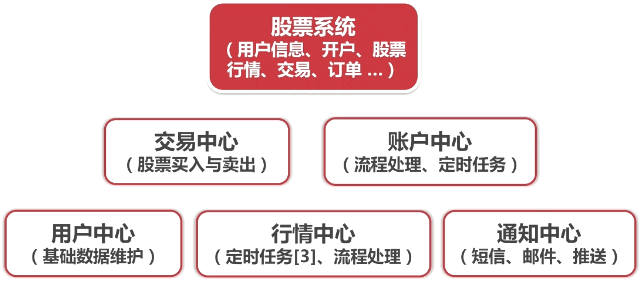 股票系统
（用户信息、开户、股票
行情、交易、订单 ...）
交易中心
（股票买入与卖出）
账户中心
（流程处理、定时任务）
用户中心
（基础数据维护）
行情中心
（定时任务[3]、流程处理）
通知中心
（短信、邮件、推送）